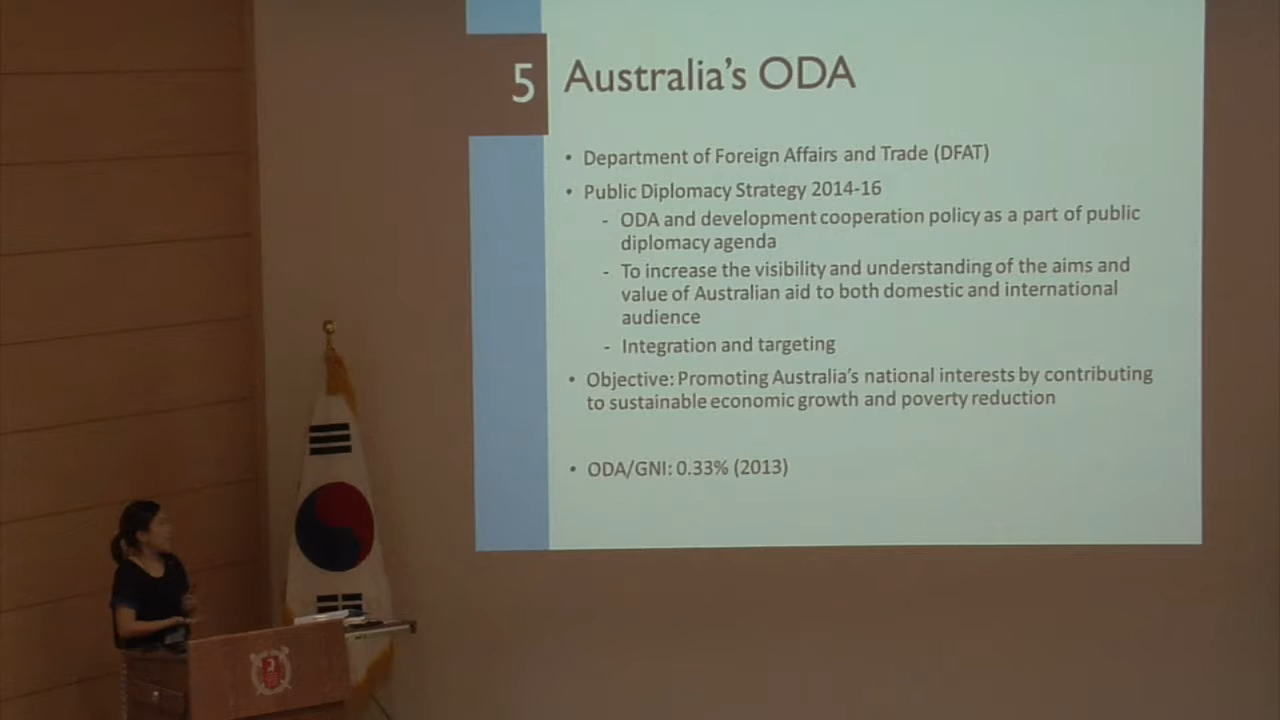 5
Australia's ODA
• Department of Foreign Affairs and Trade (DFAT)
• Public Diplomacy Strategy 2014-16
- ODA and development cooperation policy as a part of public
diplomacy agenda
- To increase the visibility and understanding of the aims and
value of Australian aid to both domestic and international
audience
- Integration and targeting
• Objective: Promoting Australia's national interests by contributing
to sustainable economic growth and poverty reduction
• ODA/GNI: 0.33% (2013)